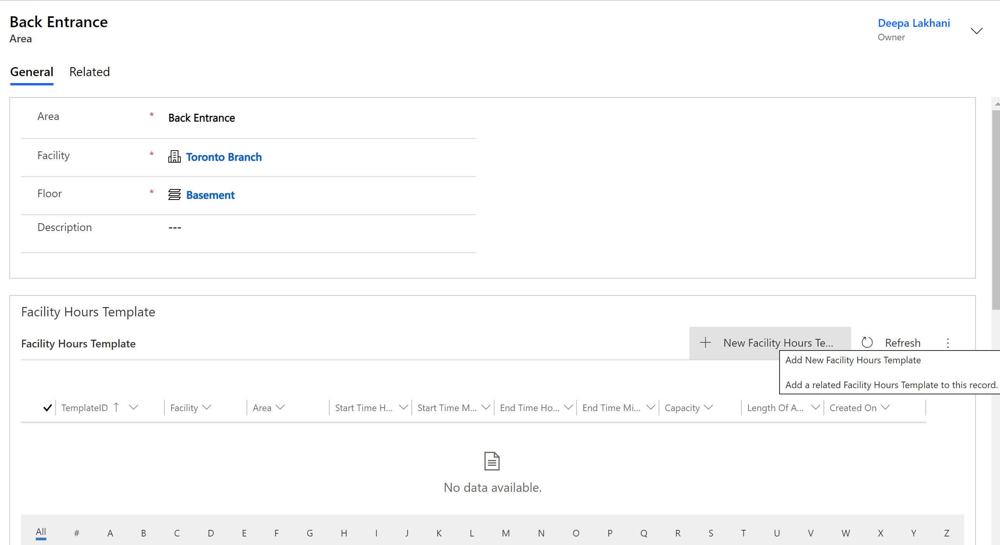 Back Entrance
Area
Deepa Lakhani
Owner
General Related
Area * Back Entrance
Facility * Toronto Branch
Floor * Basement
Description ---
Facility Hours Template
Facility Hours Template
New Facility Hours Te... Refresh
Add New Facility Hours Template
Add a related Facility Hours Template to this record.
TemplateID Facility Area Start Time H... Start Time M... End Time Ho... End Time Mi... Capacity Length Of A... Created On
No data available.
All # A B C D E F G H I J K L M N O P Q R S T U V W X Y Z